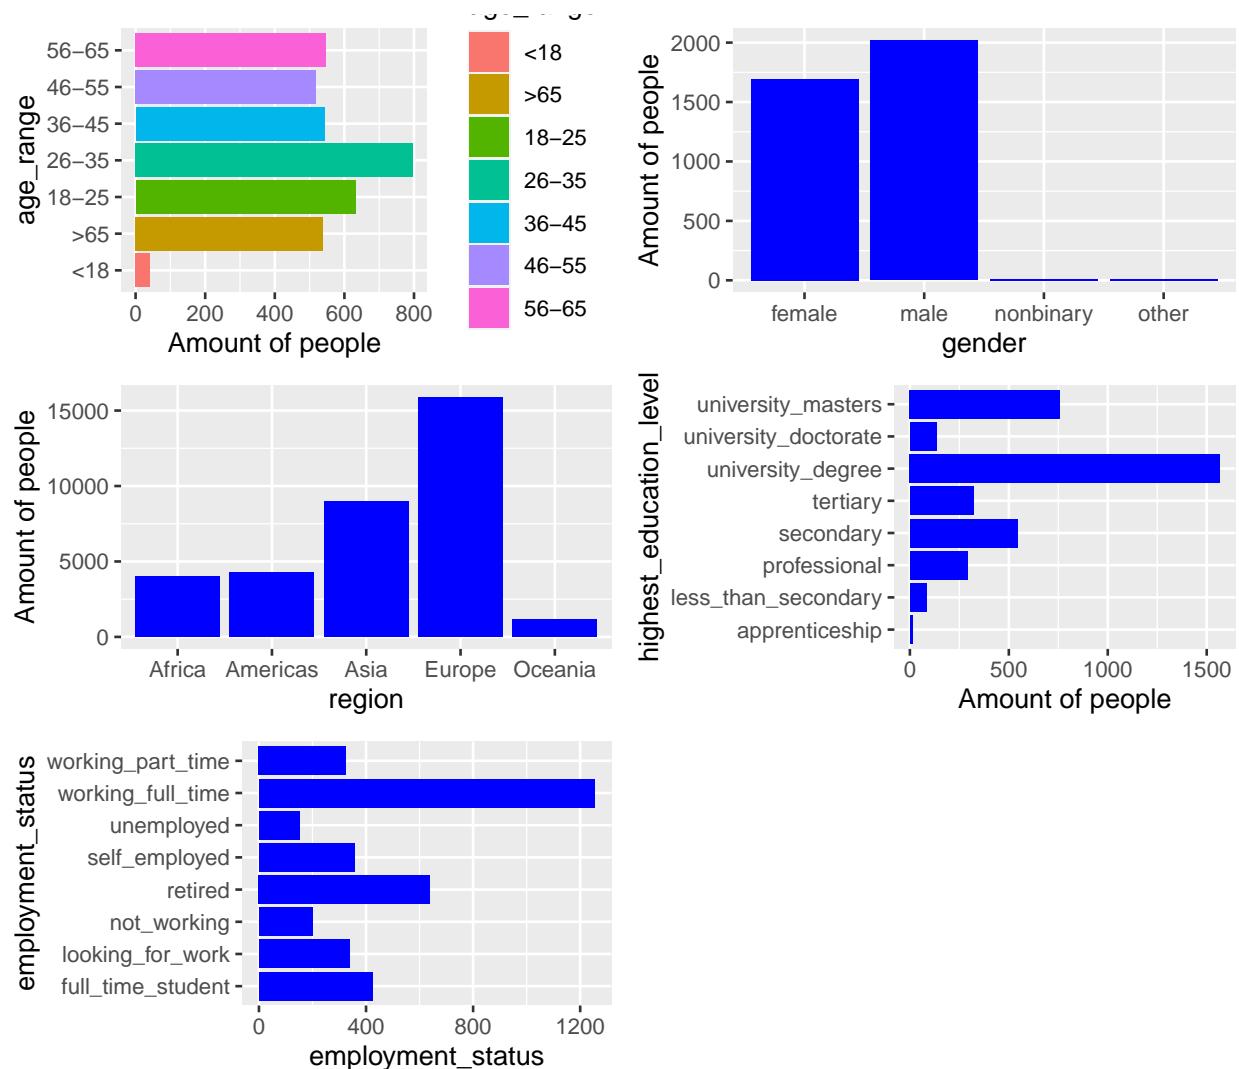 age_range
56−65
46−55
36−45
26−35
18−25
>65
<18
0 200 400 600 800
Amount of people
<18
>65
18−25
26−35
36−45
46−55
56−65
Amount of people
2000
1500
1000
500
0
female male nonbinary other
gender
Amount of people
15000
10000
5000
0
Africa Americas Asia Europe Oceania
region
highest_education_level
university_masters
university_doctorate
university_degree
tertiary
secondary
professional
less_than_secondary
apprenticeship
0 500 1000 1500
Amount of people
employment_status
working_part_time
working_full_time
unemployed
self_employed
retired
not_working
looking_for_work
full_time_student
0 400 800 1200
employment_status